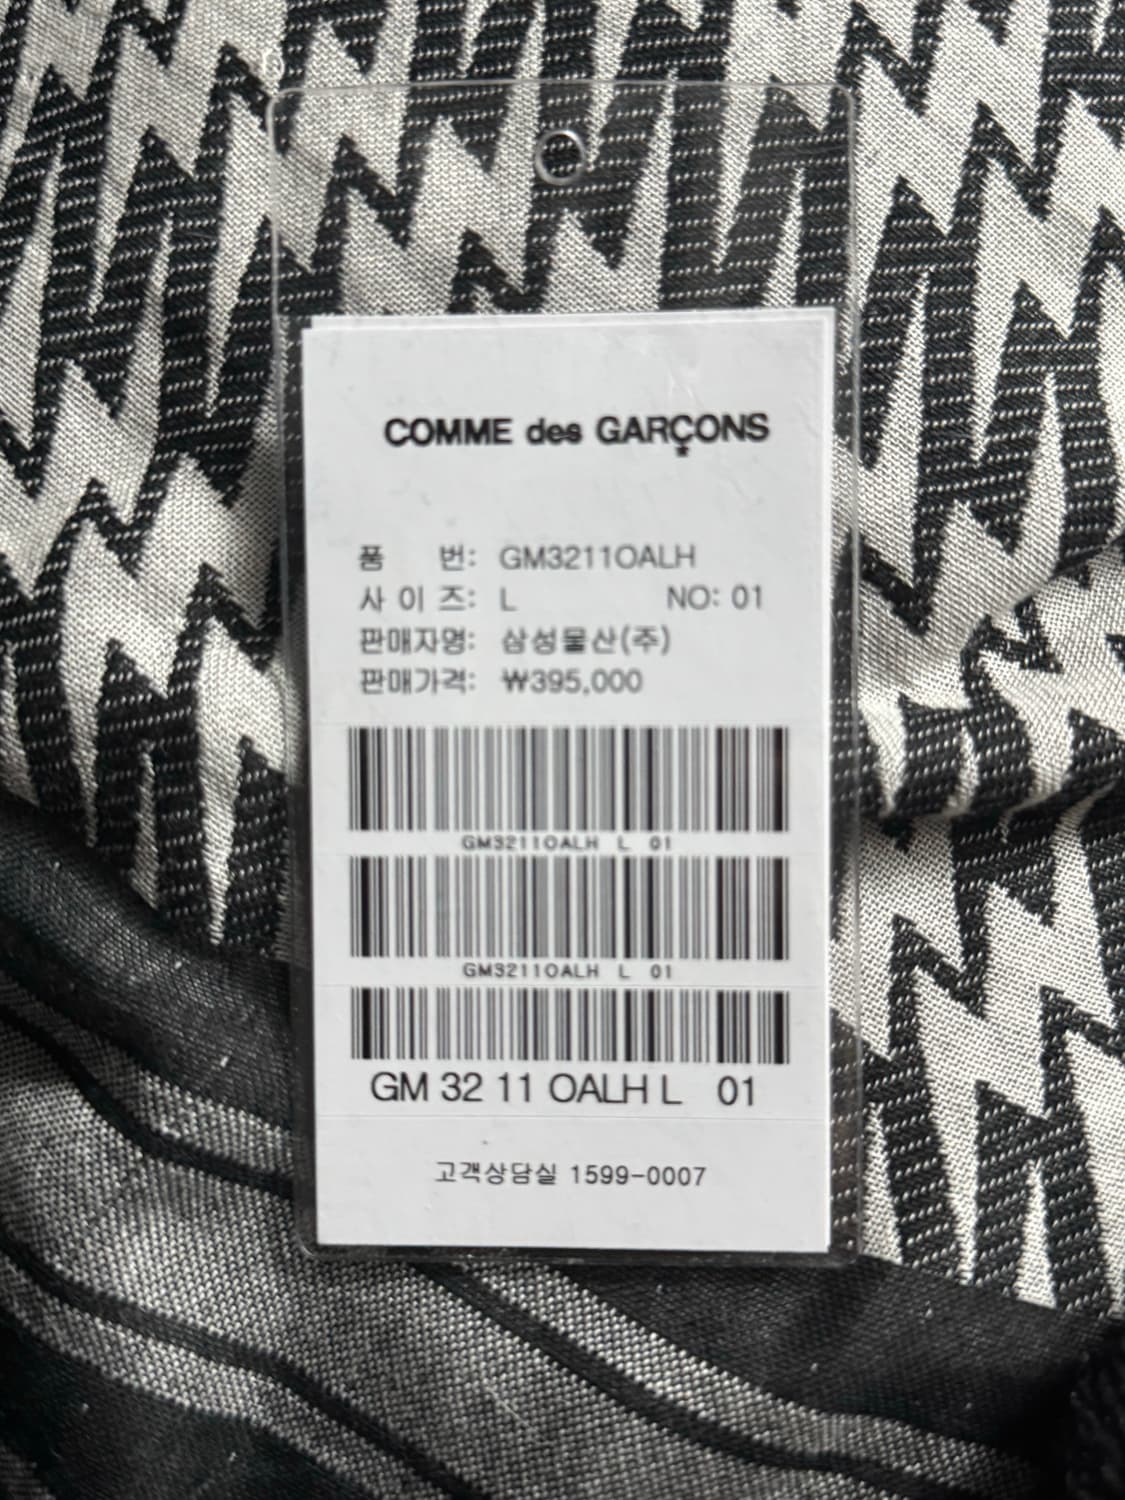 COMME des GARÇONS
품 번: GM3211OALH
사 이 즈: L NO: 01
판매자명: 삼성물산(주)
판매가격: ₩395,000
GM3211OALH L 01
GM3211OALH L 01
GM 32 11 OALH L 01
고객상담실 1599-0007